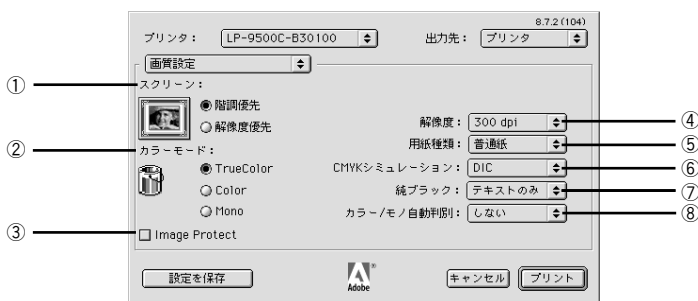 8.7.2 (104)
プリンタ： LP-9500C-B30100 出力先： プリンタ
画質設定
① スクリーン：
階調優先
解像度優先
解像度： 300 dpi ④
用紙種類： 普通紙 ⑤
② カラーモード：
TrueColor CMYKシミュレーション： DIC ⑥
Color 純ブラック： テキストのみ ⑦
Mono カラー/モノ自動判別： しない ⑧
③ Image Protect
設定を保存 Adobe キャンセル プリント